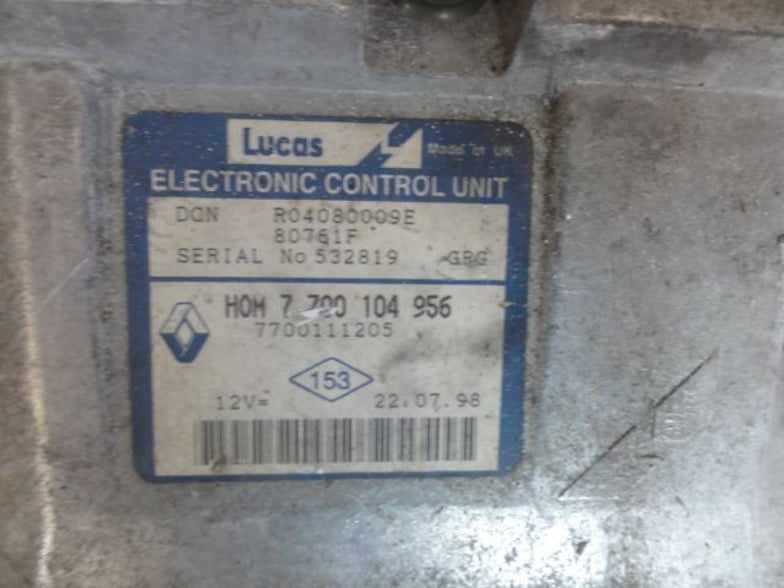 Lucas
Made in UK
ELECTRONIC CONTROL UNIT
DCN R04080009E
80761F
SERIAL No 532819 GRG
HOM 7 700 104 956
7700111205
153
12V= 22.07.98